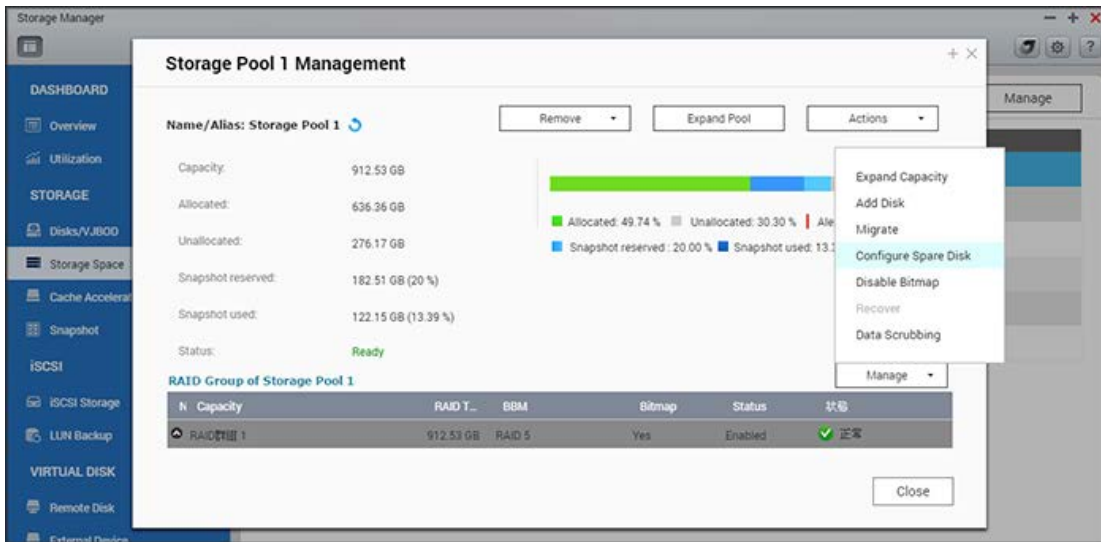 Storage Manager
DASHBOARD
Overview
Utilization
STORAGE
Disks/VJBOD
Storage Space
Cache Accelerat
Snapshot
iSCSI
iSCSI Storage
LUN Backup
VIRTUAL DISK
Remote Disk
External Device
Manage
Storage Pool 1 Management
Name/Alias: Storage Pool 1
Remove
Expand Pool
Actions
Capacity: 912.53 GB
Allocated: 636.36 GB
Unallocated: 276.17 GB
Snapshot reserved: 182.51 GB (20 %)
Snapshot used: 122.15 GB (13.39 %)
Status: Ready
Allocated: 49.74 % Unallocated: 30.30 % Ale
Snapshot reserved : 20.00 % Snapshot used: 13.
Expand Capacity
Add Disk
Migrate
Configure Spare Disk
Disable Bitmap
Recover
Data Scrubbing
Manage
RAID Group of Storage Pool 1
N Capacity RAID T... BBM Bitmap Status 狀態
RAID群組 1 912.53 GB RAID 5 Yes Enabled 正常
Close